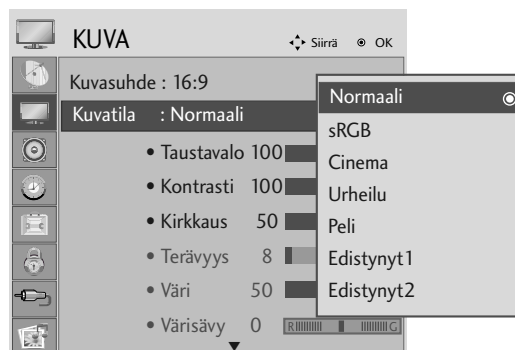 KUVA
Siirrä OK
Kuvasuhde : 16:9
Kuvatila : Normaali
• Taustavalo 100
• Kontrasti 100
• Kirkkaus 50
• Terävyys 8
• Väri 50
• Värisävy 0 R G
Normaali
sRGB
Cinema
Urheilu
Peli
Edistynyt1
Edistynyt2